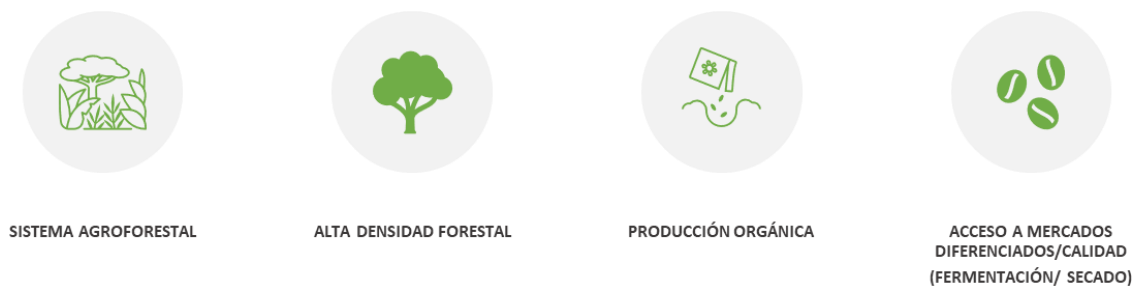 SISTEMA AGROFORESTAL
ALTA DENSIDAD FORESTAL
PRODUCCIÓN ORGÁNICA
ACCESO A MERCADOS
DIFERENCIADOS/CALIDAD
(FERMENTACIÓN/ SECADO)